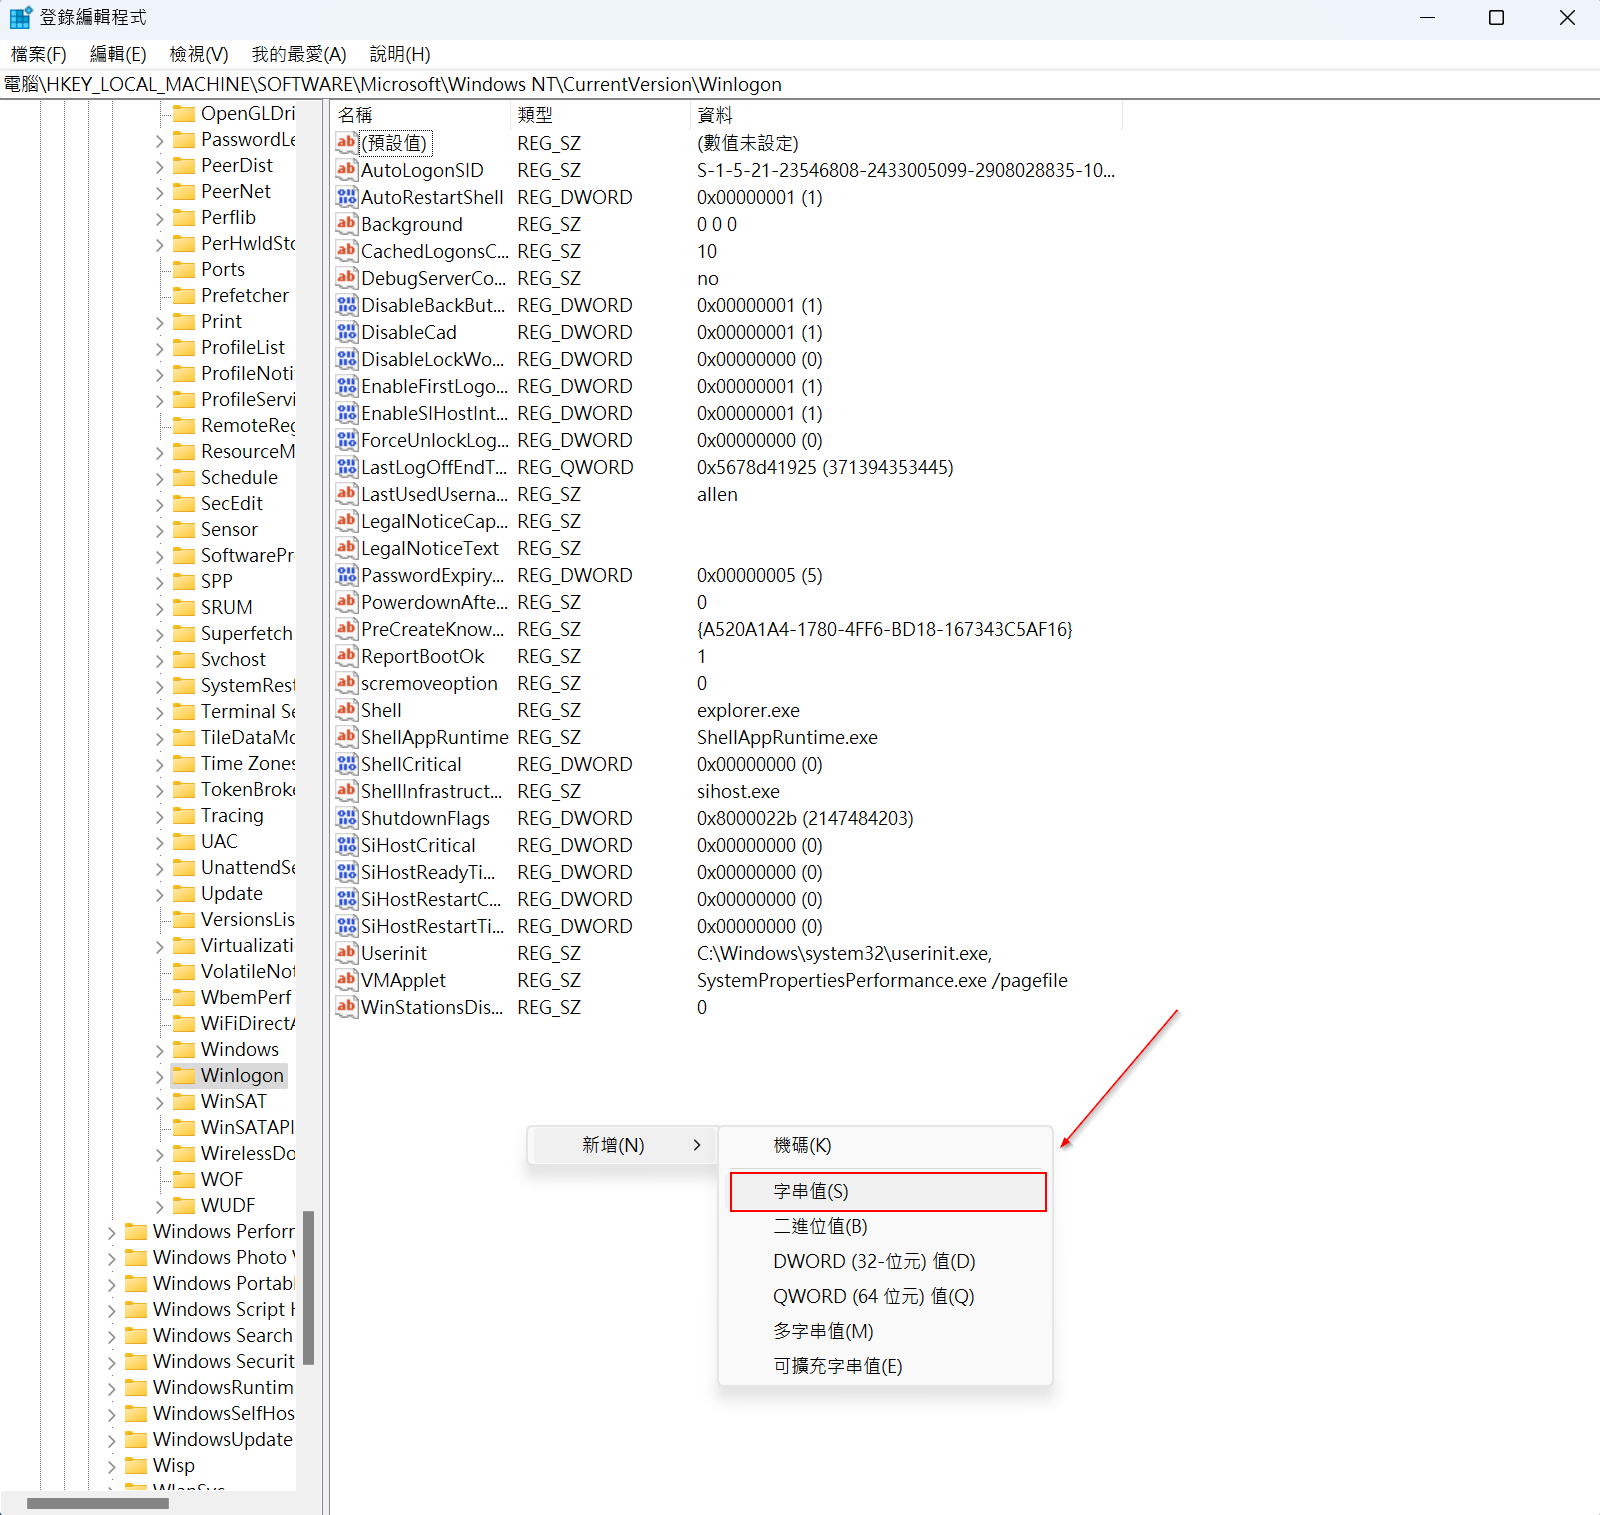 登錄編輯程式
檔案(F) 編輯(E) 檢視(V) 我的最愛(A) 說明(H)
電腦\HKEY_LOCAL_MACHINE\SOFTWARE\Microsoft\Windows NT\CurrentVersion\Winlogon
OpenGLDri
PasswordLe
PeerDist
PeerNet
Perflib
PerHwIdSto
Ports
Prefetcher
Print
ProfileList
ProfileNoti
ProfileServi
RemoteReg
ResourceM
Schedule
SecEdit
Sensor
SoftwarePr
SPP
SRUM
Superfetch
Svchost
SystemRest
Terminal Se
TileDataMo
Time Zones
TokenBroke
Tracing
UAC
UnattendSe
Update
VersionsLis
Virtualizati
VolatileNot
WbemPerf
WiFiDirectA
Windows
Winlogon
WinSAT
WinSATAPI
WirelessDo
WOF
WUDF
Windows Perforr
Windows Photo V
Windows Portabl
Windows Script H
Windows Search
Windows Securit
WindowsRuntim
WindowsSelfHos
WindowsUpdate
Wisp
WlanSvc
名稱 類型 資料
(預設值) REG_SZ (數值未設定)
AutoLogonSID REG_SZ S-1-5-21-23546808-2433005099-2908028835-10...
AutoRestartShell REG_DWORD 0x00000001 (1)
Background REG_SZ 0 0 0
CachedLogonsC... REG_SZ 10
DebugServerCo... REG_SZ no
DisableBackBut... REG_DWORD 0x00000001 (1)
DisableCad REG_DWORD 0x00000001 (1)
DisableLockWo... REG_DWORD 0x00000000 (0)
EnableFirstLogo... REG_DWORD 0x00000001 (1)
EnableSIHostInt... REG_DWORD 0x00000001 (1)
ForceUnlockLog... REG_DWORD 0x00000000 (0)
LastLogOffEndT... REG_QWORD 0x5678d41925 (371394353445)
LastUsedUserna... REG_SZ allen
LegalNoticeCap... REG_SZ
LegalNoticeText REG_SZ
PasswordExpiry... REG_DWORD 0x00000005 (5)
PowerdownAfte... REG_SZ 0
PreCreateKnow... REG_SZ {A520A1A4-1780-4FF6-BD18-167343C5AF16}
ReportBootOk REG_SZ 1
scremoveoption REG_SZ 0
Shell REG_SZ explorer.exe
ShellAppRuntime REG_SZ ShellAppRuntime.exe
ShellCritical REG_DWORD 0x00000000 (0)
ShellInfrastruct... REG_SZ sihost.exe
ShutdownFlags REG_DWORD 0x8000022b (2147484203)
SiHostCritical REG_DWORD 0x00000000 (0)
SiHostReadyTi... REG_DWORD 0x00000000 (0)
SiHostRestartC... REG_DWORD 0x00000000 (0)
SiHostRestartTi... REG_DWORD 0x00000000 (0)
Userinit REG_SZ C:\Windows\system32\userinit.exe,
VMApplet REG_SZ SystemPropertiesPerformance.exe /pagefile
WinStationsDis... REG_SZ 0
新增(N)
機碼(K)
字串值(S)
二進位值(B)
DWORD (32-位元) 值(D)
QWORD (64 位元) 值(Q)
多字串值(M)
可擴充字串值(E)